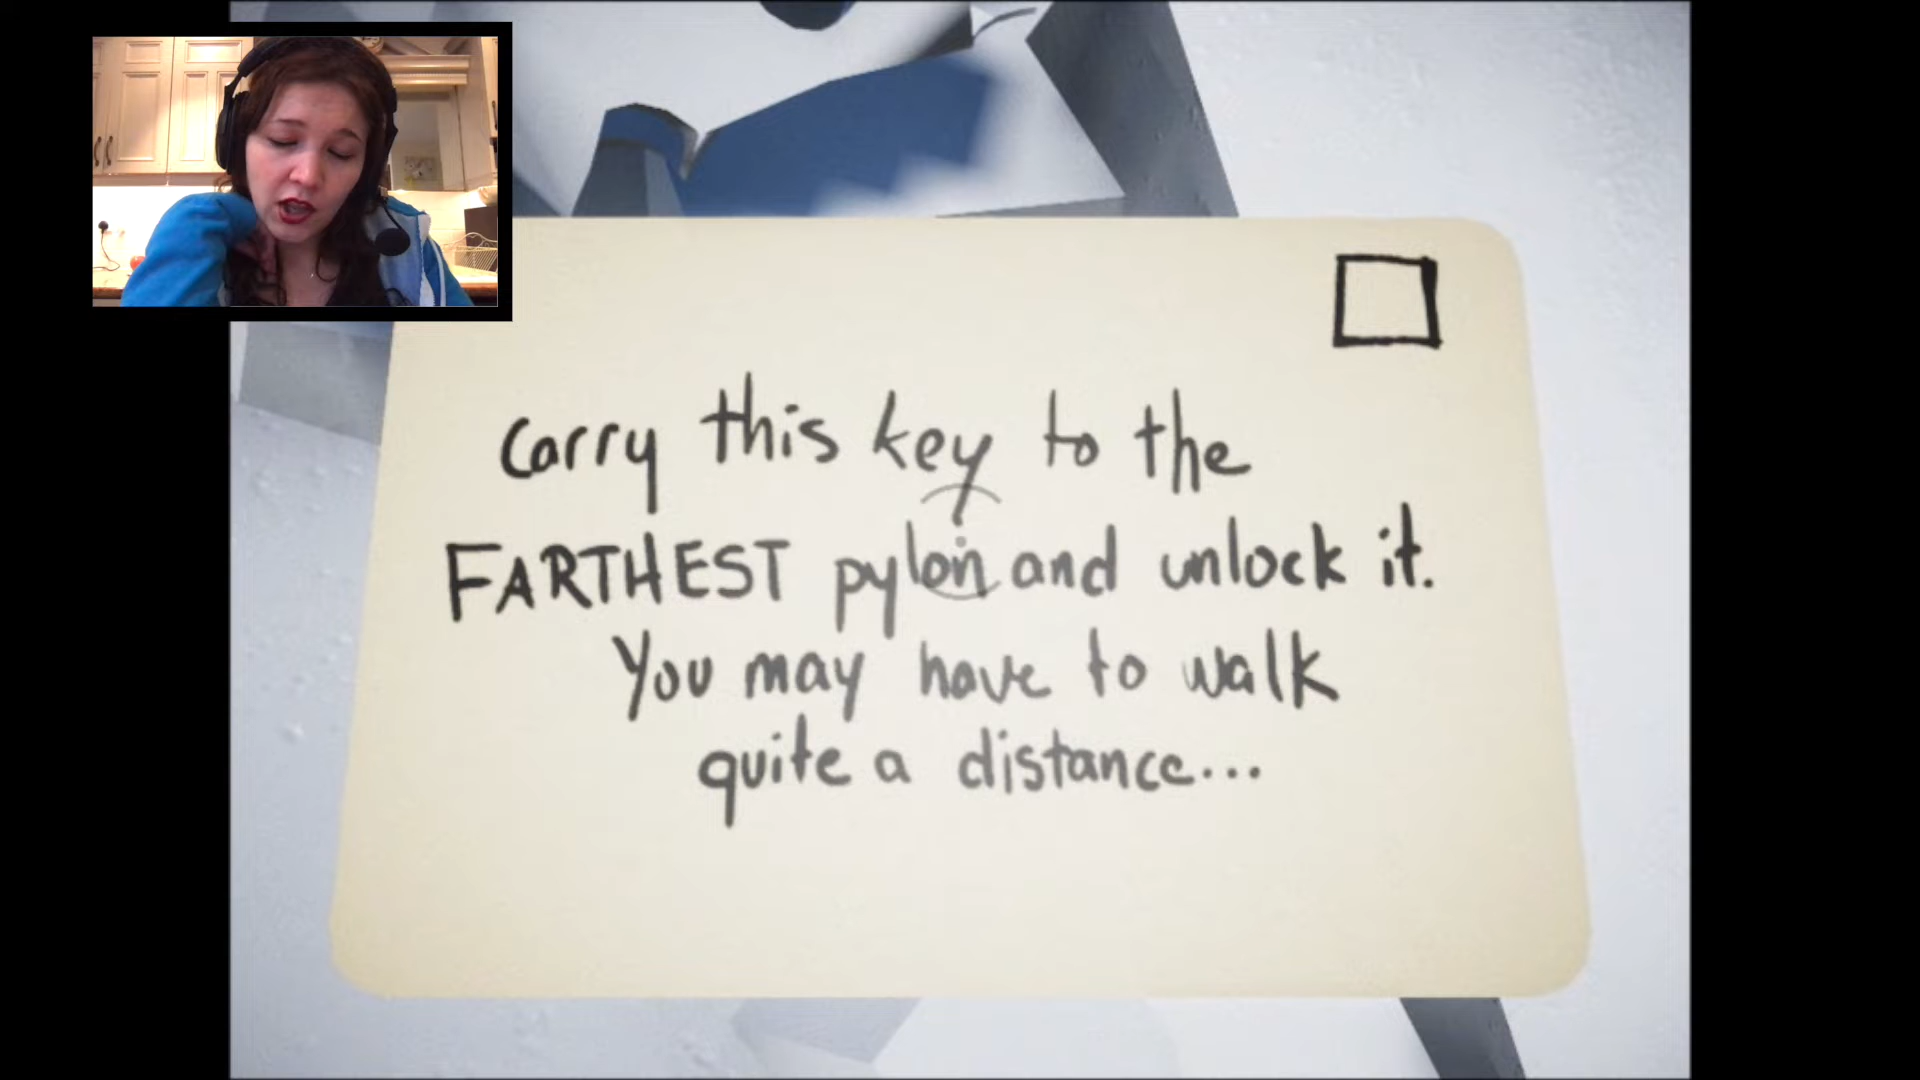 Carry this key to the
FARTHEST pylon and unlock it.
You may have to walk
quite a distance...